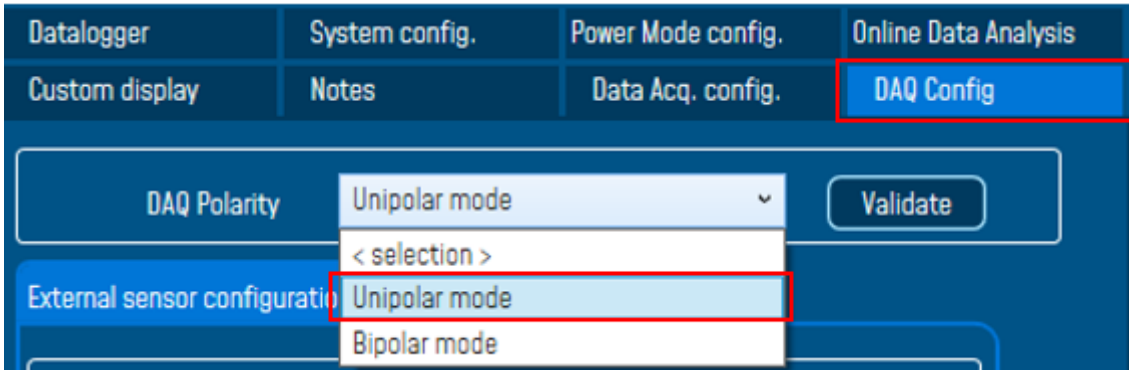 Datalogger System config. Power Mode config. Online Data Analysis
Custom display Notes Data Acq. config. DAQ Config
DAQ Polarity Unipolar mode Validate
< selection >
External sensor configuratio Unipolar mode
Bipolar mode